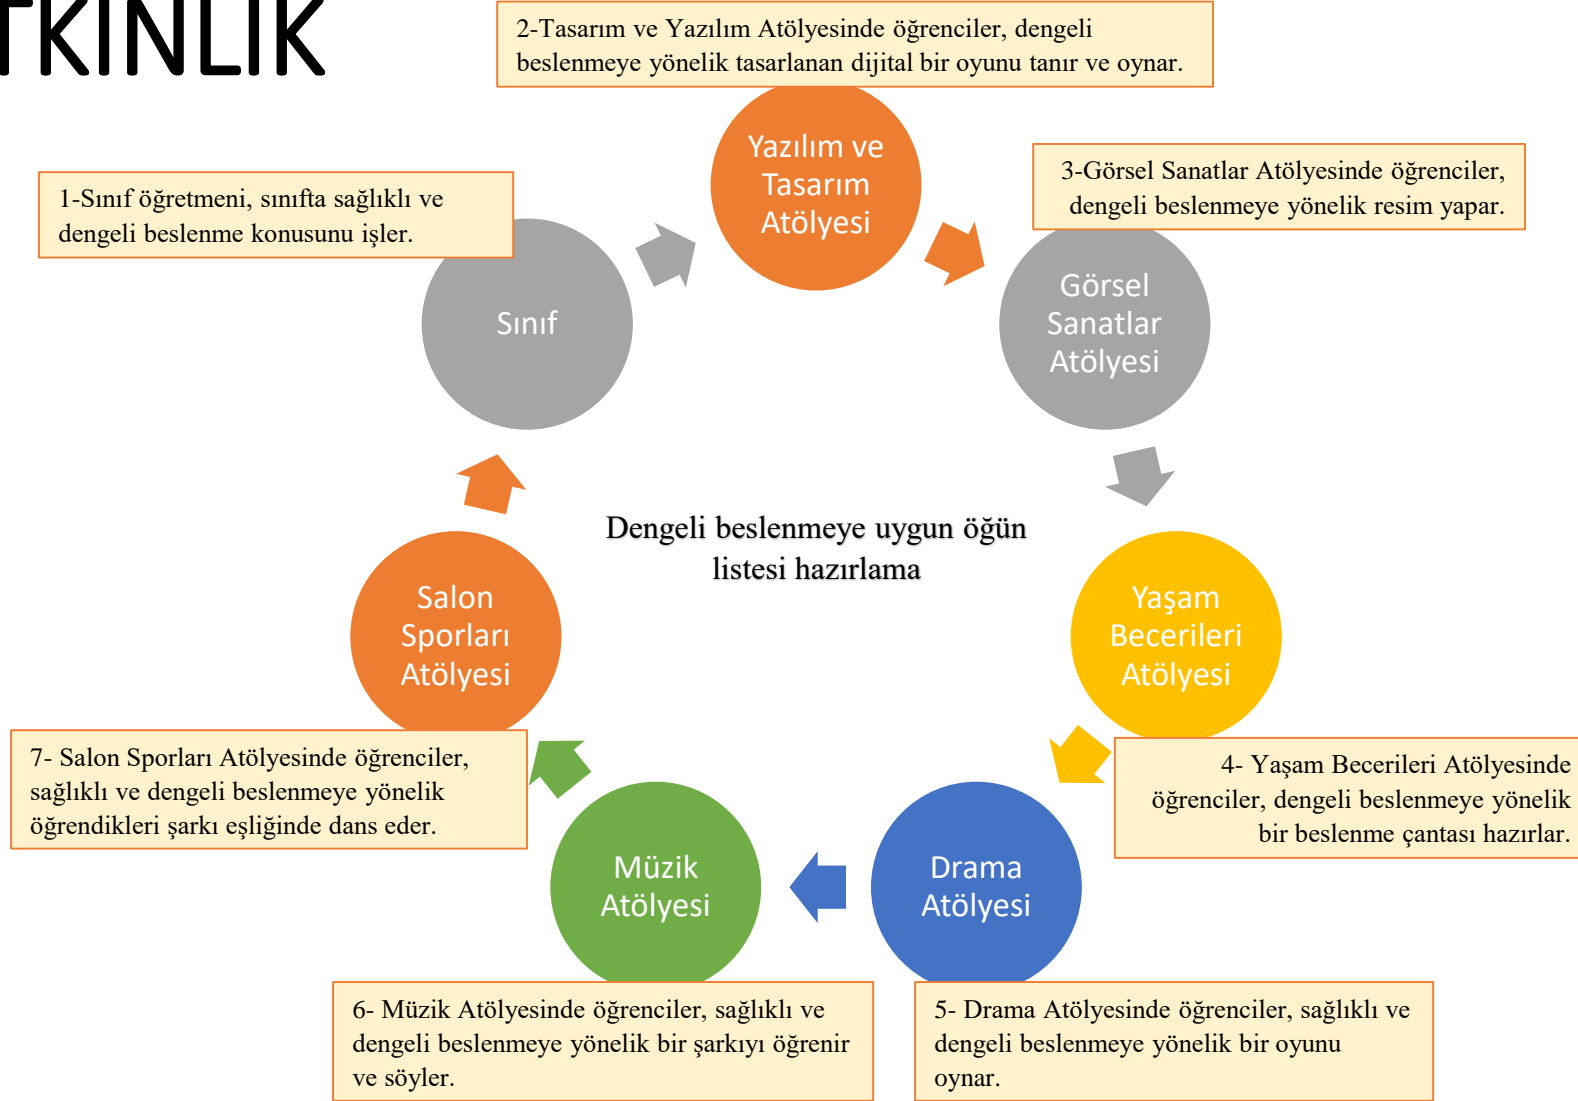 TKİNLİK
2-Tasarım ve Yazılım Atölyesinde öğrenciler, dengeli
beslenmeye yönelik tasarlanan dijital bir oyunu tanır ve oynar.
Yazılım ve
Tasarım
Atölyesi
3-Görsel Sanatlar Atölyesinde öğrenciler,
dengeli beslenmeye yönelik resim yapar.
1-Sınıf öğretmeni, sınıfta sağlıklı ve
dengeli beslenme konusunu işler.
Sınıf
Görsel
Sanatlar
Atölyesi
Dengeli beslenmeye uygun öğün
listesi hazırlama
Salon
Sporları
Atölyesi
Yaşam
Becerileri
Atölyesi
7- Salon Sporları Atölyesinde öğrenciler,
sağlıklı ve dengeli beslenmeye yönelik
öğrendikleri şarkı eşliğinde dans eder.
4- Yaşam Becerileri Atölyesinde
öğrenciler, dengeli beslenmeye yönelik
bir beslenme çantası hazırlar.
Müzik
Atölyesi
Drama
Atölyesi
6- Müzik Atölyesinde öğrenciler, sağlıklı ve
dengeli beslenmeye yönelik bir şarkıyı öğrenir
ve söyler.
5- Drama Atölyesinde öğrenciler, sağlıklı ve
dengeli beslenmeye yönelik bir oyunu
oynar.